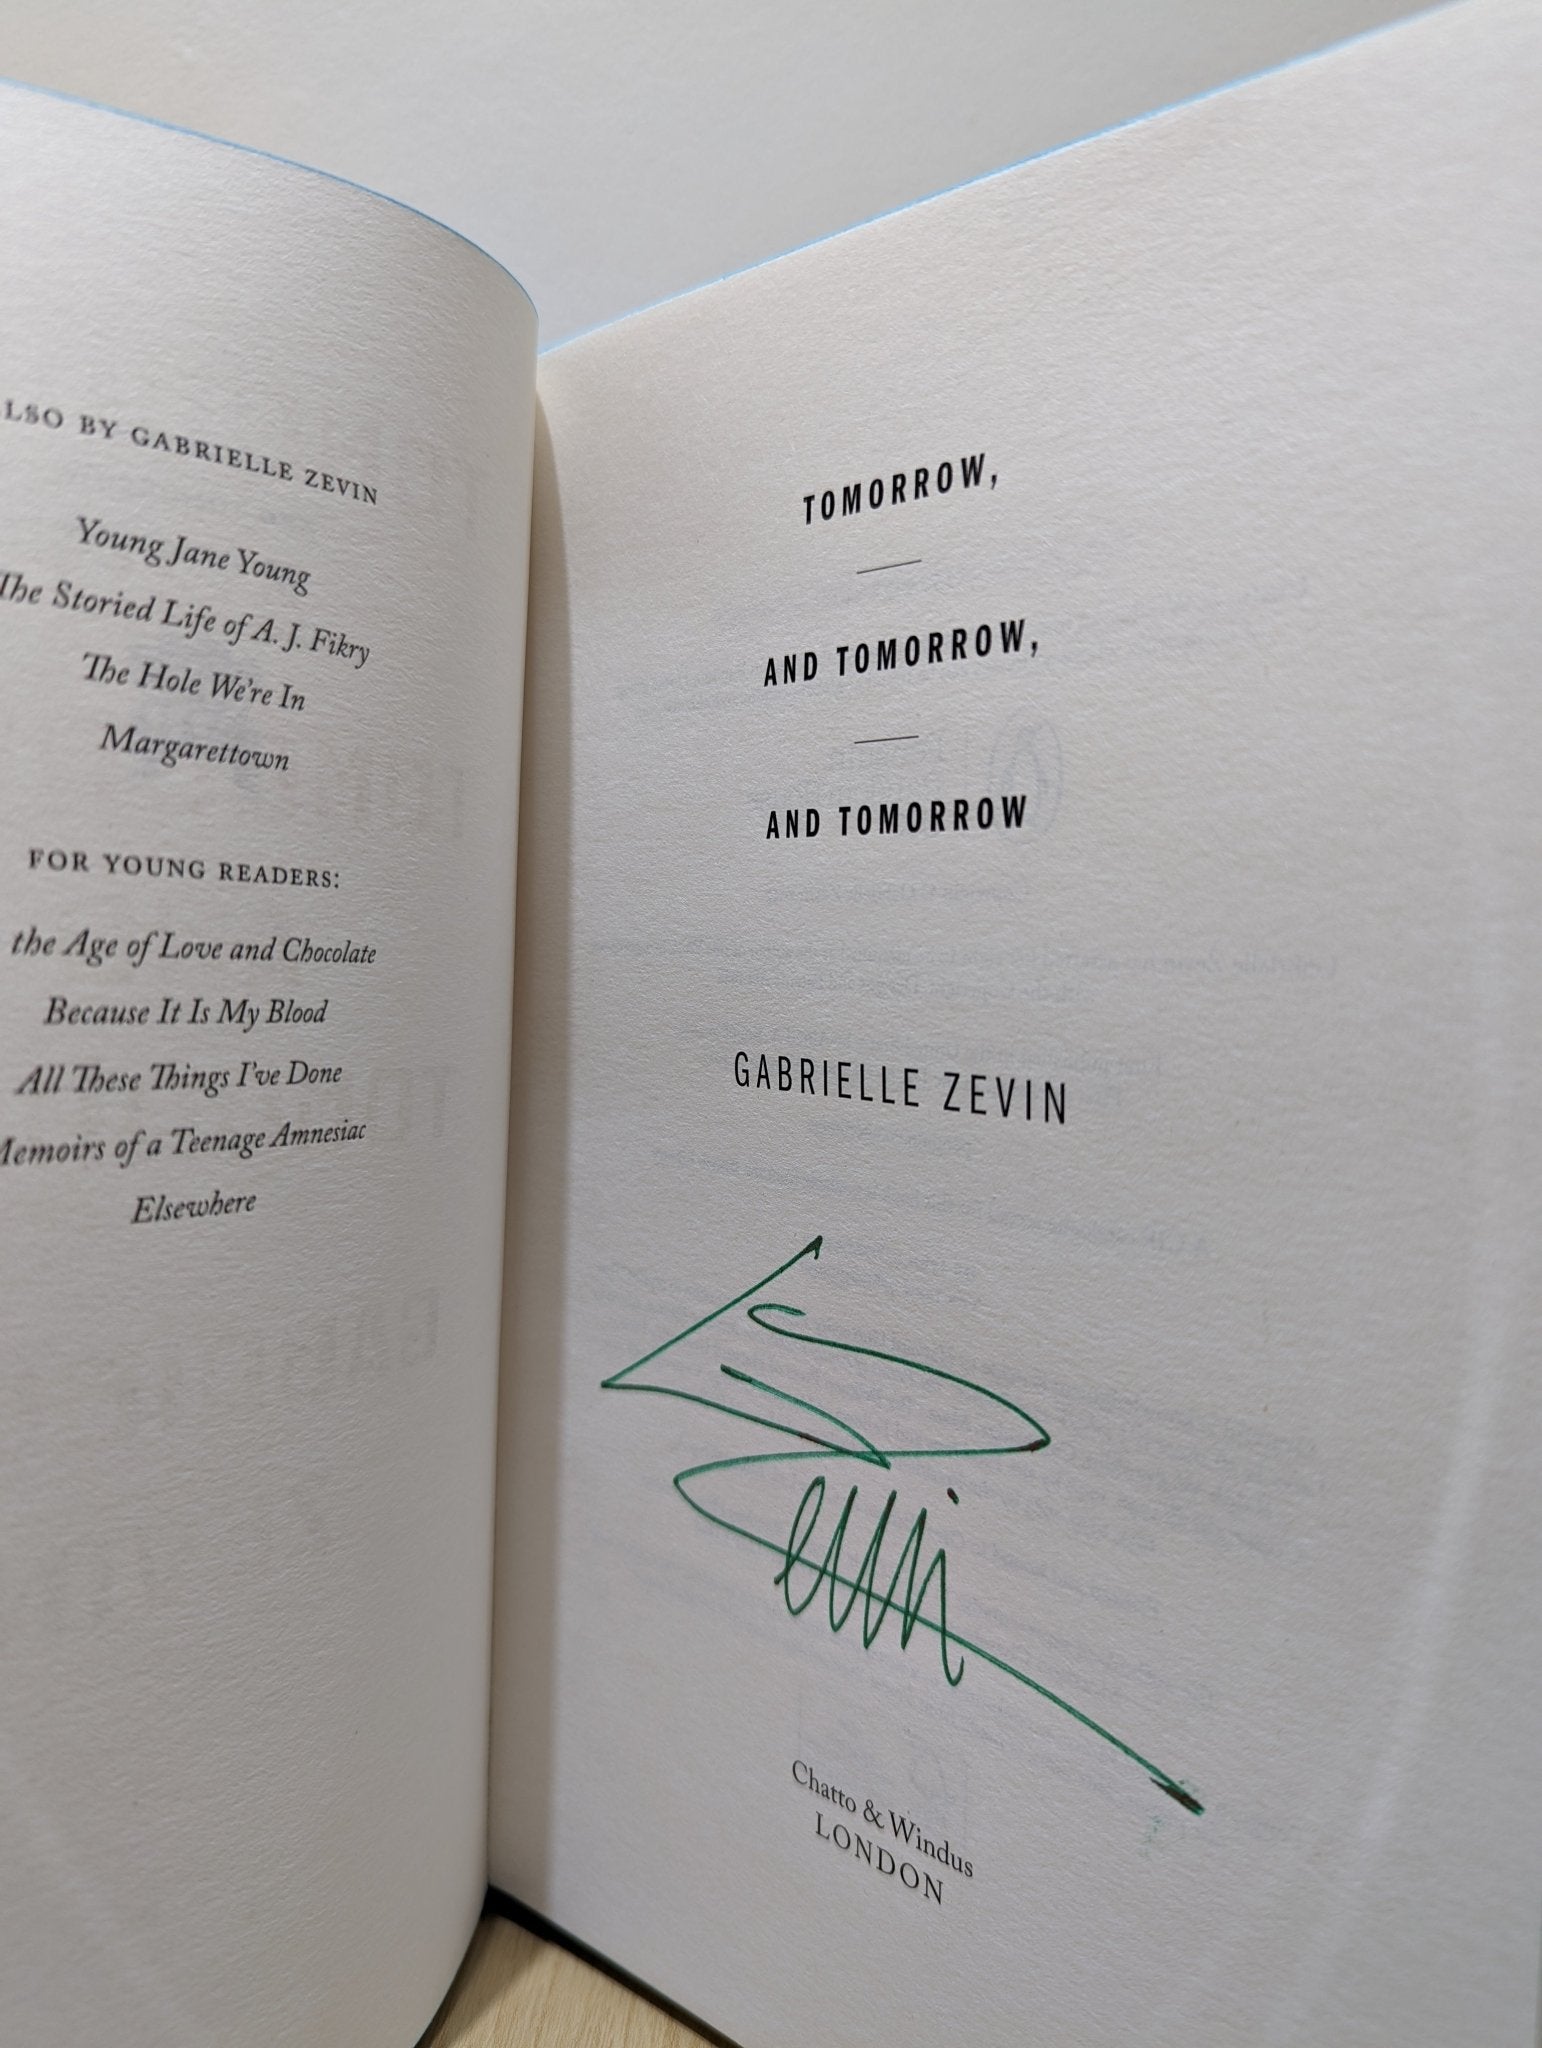 ALSO BY GABRIELLE ZEVIN
Young Jane Young
The Storied Life of A. J. Fikry
The Hole We're In
Margarettown
FOR YOUNG READERS:
the Age of Love and Chocolate
Because It Is My Blood
All These Things I've Done
Memoirs of a Teenage Amnesiac
Elsewhere
TOMORROW,
AND TOMORROW,
AND TOMORROW
GABRIELLE ZEVIN
Chatto & Windus
LONDON